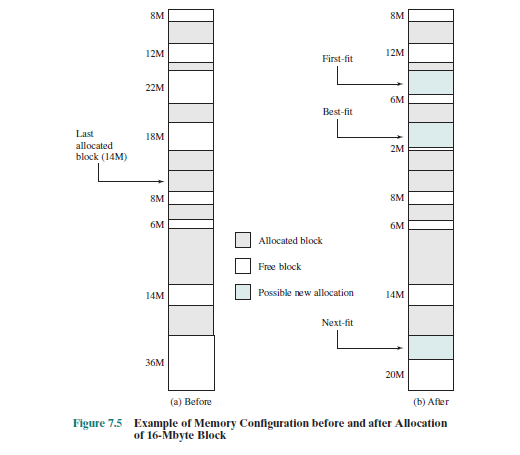 8M
12M
22M
18M
Last
allocated
block (14M)
8M
6M
14M
36M
(a) Before
Allocated block
Free block
Possible new allocation
8M
First-fit
12M
6M
Best-fit
2M
8M
6M
14M
Next-fit
20M
(b) After
Figure 7.5 Example of Memory Configuration before and after Allocation
of 16-Mbyte Block